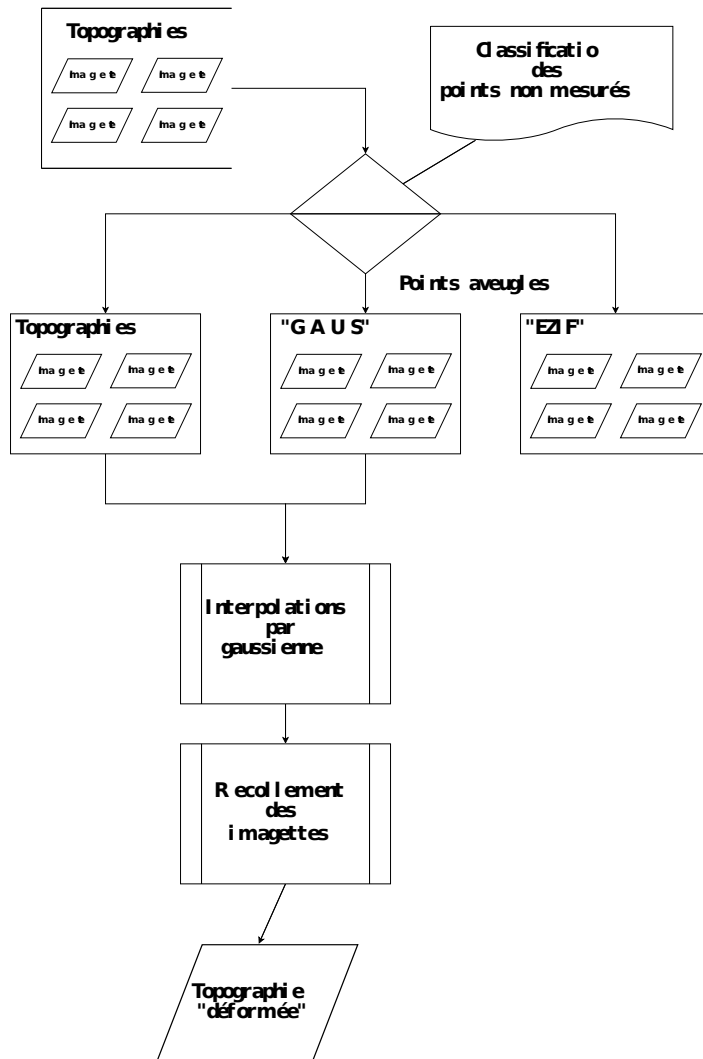 Topographies
Imagette Imagette
Imagette Imagette
Classificatio
des
points non mesurés
Points aveugles
Topographies
Imagette Imagette
Imagette Imagette
"GAUS"
Imagette Imagette
Imagette Imagette
"EZIF"
Imagette Imagette
Imagette Imagette
Interpolations
par
gaussienne
Recollement
des
imagettes
Topographie
"déformée"